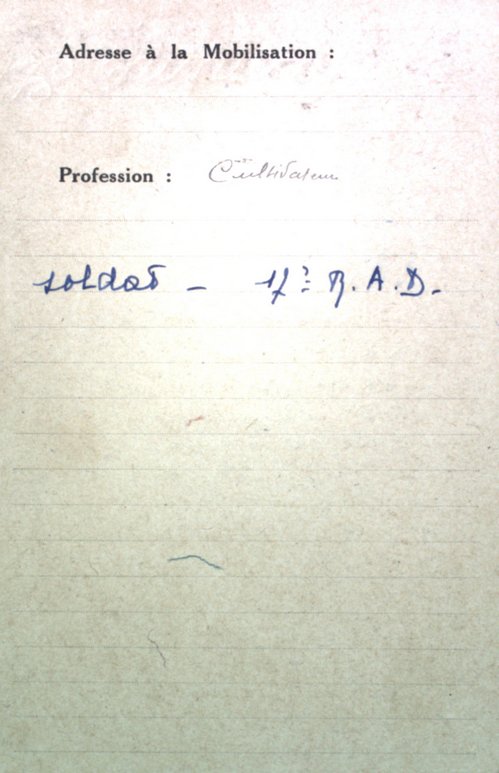 Adresse à la Mobilisation :
Profession : Cultivateur
soldat - 17e R.A.D.